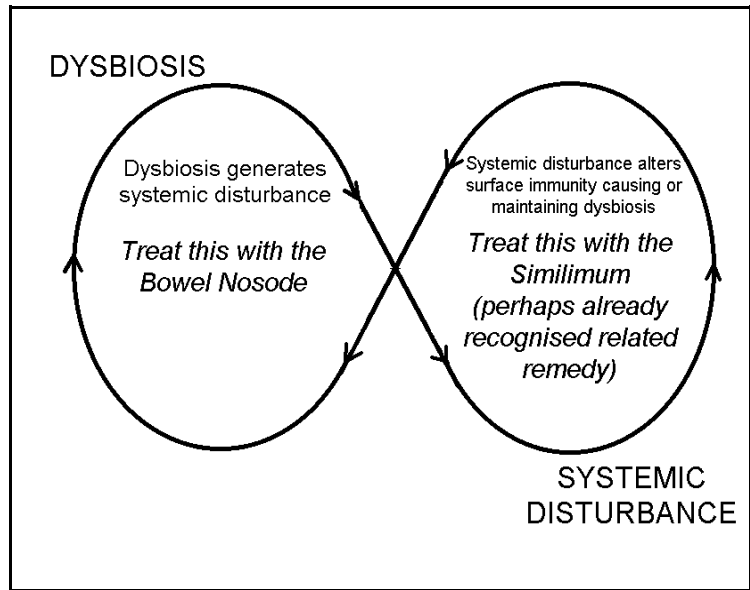 DYSBIOSIS
Dysbiosis generates
systemic disturbance
Treat this with the
Bowel Nosode
Systemic disturbance alters
surface immunity causing or
maintaining dysbiosis
Treat this with the
Similimum
(perhaps already
recognised related
remedy)
SYSTEMIC
DISTURBANCE